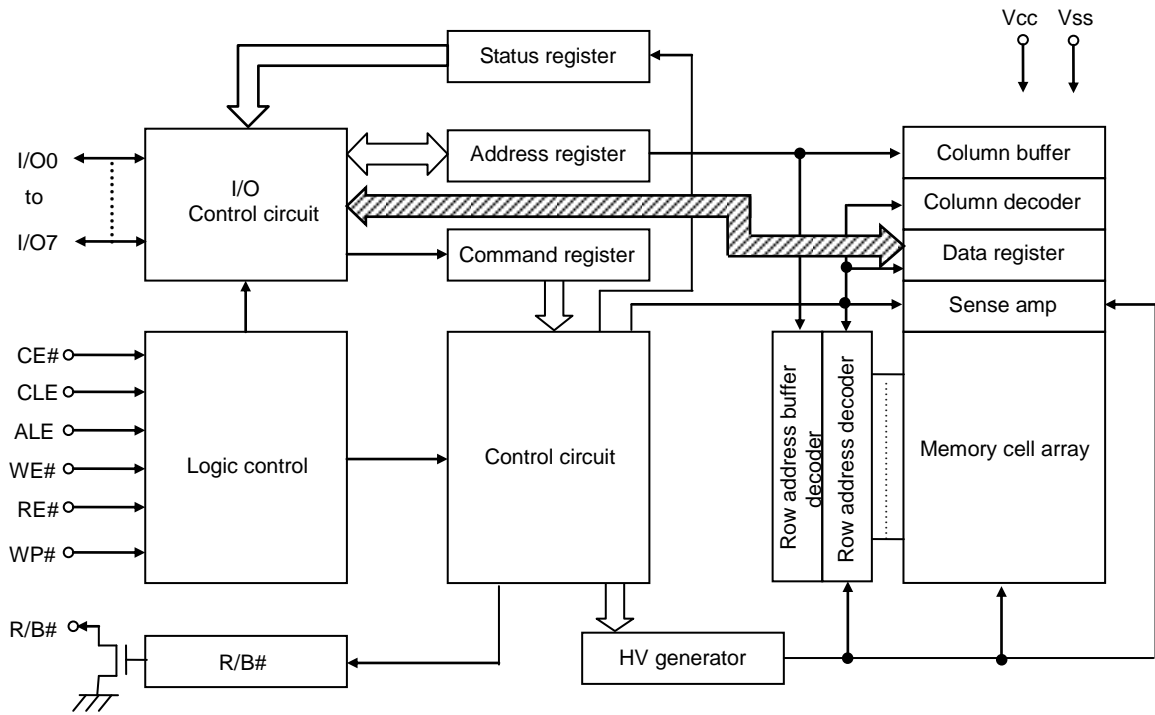 Vcc Vss
Status register
I/O0
to
I/O7
I/O
Control circuit
Address register
Command register
Column buffer
Column decoder
Data register
Sense amp
CE#
CLE
ALE
WE#
RE#
WP#
Logic control
Control circuit
Row address buffer
decoder
Row address decoder
Memory cell array
R/B#
R/B#
HV generator